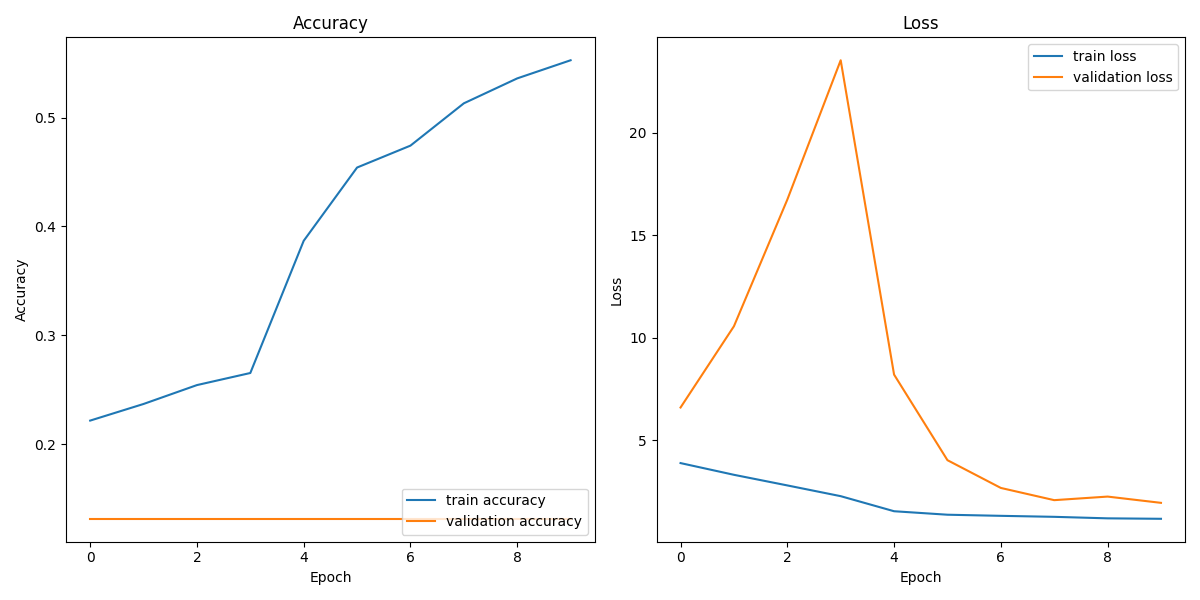 Accuracy
Accuracy
0.5
0.4
0.3
0.2
train accuracy
validation accuracy
0 2 4 6 8
Epoch
Loss
Loss
20
15
10
5
train loss
validation loss
0 2 4 6 8
Epoch